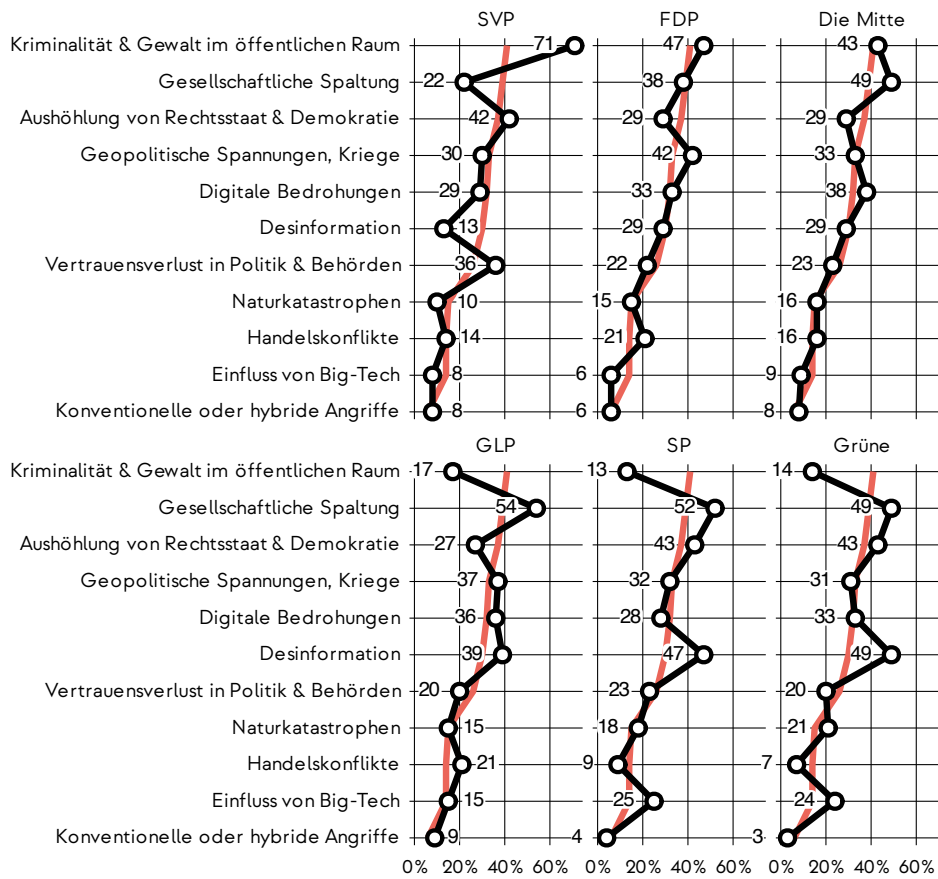 SVP FDP Die Mitte
Kriminalität & Gewalt im öffentlichen Raum 71 47 43
Gesellschaftliche Spaltung 22 38 49
Aushöhlung von Rechtsstaat & Demokratie 42 29 29
Geopolitische Spannungen, Kriege 30 42 33
Digitale Bedrohungen 29 33 38
Desinformation 13 29 29
Vertrauensverlust in Politik & Behörden 36 22 23
Naturkatastrophen 10 15 16
Handelskonflikte 14 21 16
Einfluss von Big-Tech 8 6 9
Konventionelle oder hybride Angriffe 8 6 8
GLP SP Grüne
Kriminalität & Gewalt im öffentlichen Raum 17 13 14
Gesellschaftliche Spaltung 54 52 49
Aushöhlung von Rechtsstaat & Demokratie 27 43 43
Geopolitische Spannungen, Kriege 37 32 31
Digitale Bedrohungen 36 28 33
Desinformation 39 47 49
Vertrauensverlust in Politik & Behörden 20 23 20
Naturkatastrophen 15 18 21
Handelskonflikte 21 9 7
Einfluss von Big-Tech 15 25 24
Konventionelle oder hybride Angriffe 9 4 3
0% 20% 40% 60% 0% 20% 40% 60% 0% 20% 40% 60%